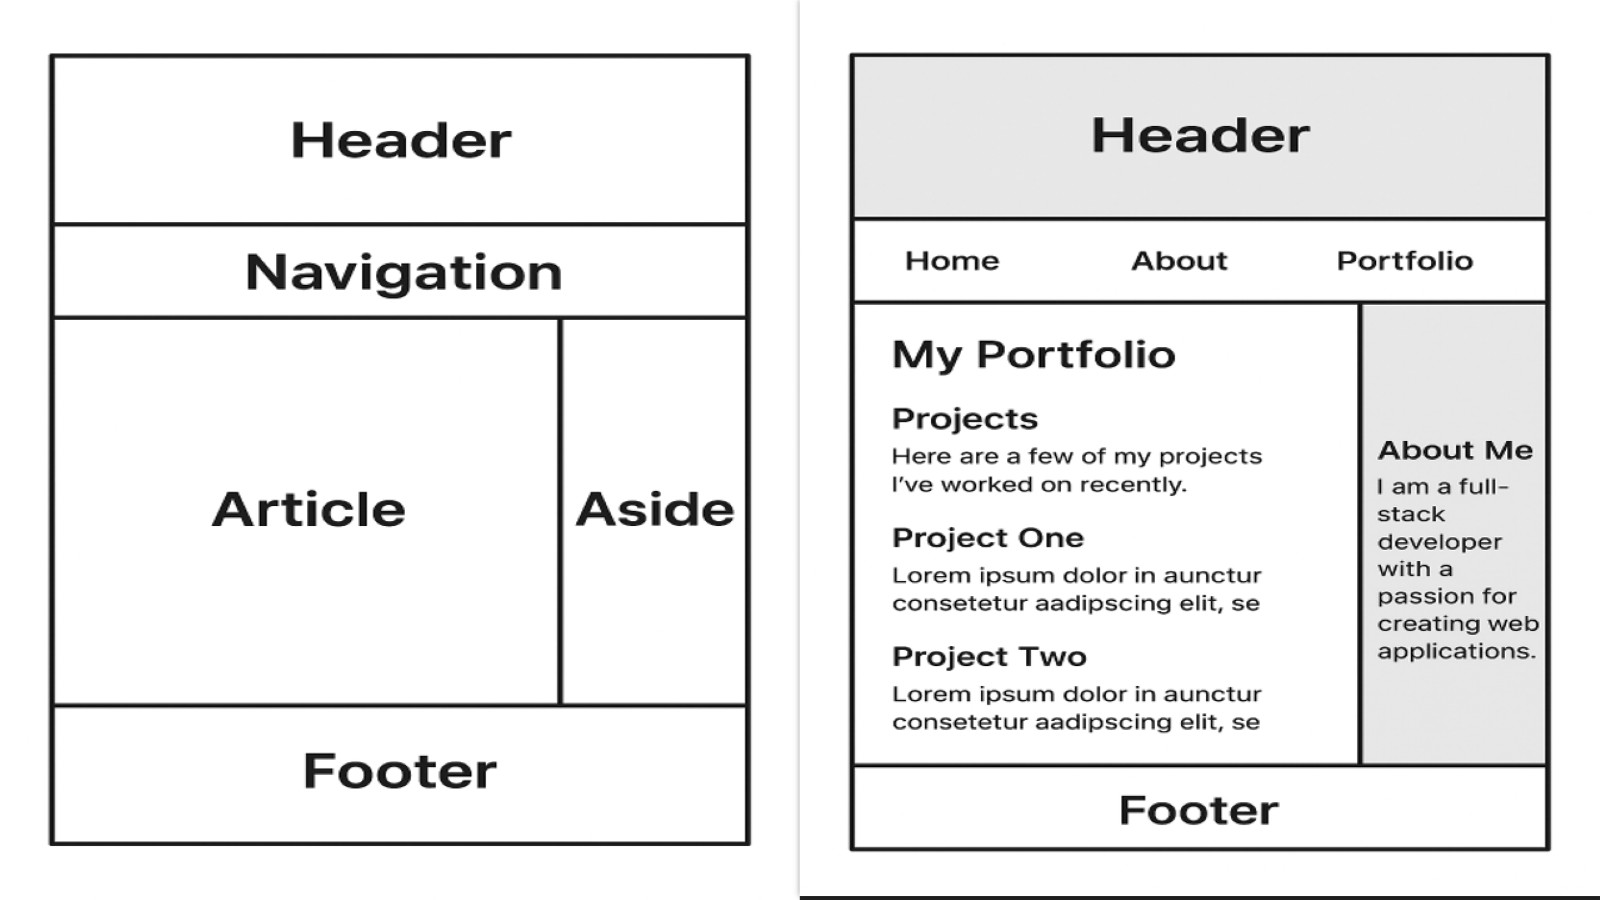 Header
Navigation
Article
Aside
Footer
Header
Home About Portfolio
My Portfolio
Projects
Here are a few of my projects
I’ve worked on recently.
Project One
Lorem ipsum dolor in aunctur
consetetur aadipscing elit, se
Project Two
Lorem ipsum dolor in aunctur
consetetur aadipscing elit, se
About Me
I am a full-
stack
developer
with a
passion for
creating web
applications.
Footer